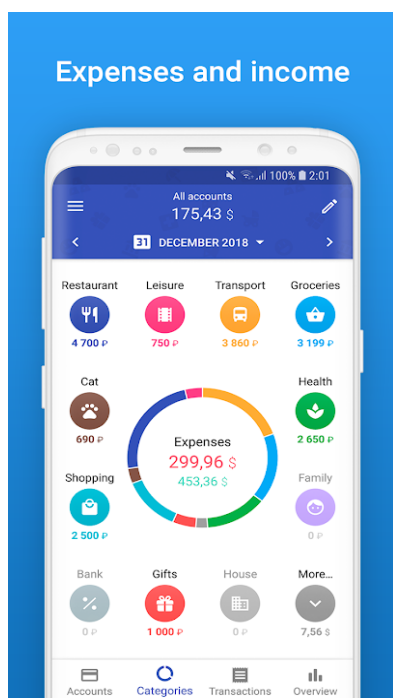 Expenses and income
100% 2:01
All accounts
175,43 $
31 DECEMBER 2018
Restaurant Leisure Transport Groceries
4 700 ₽ 750 ₽ 3 860 ₽ 3 199 ₽
Cat Health
690 ₽ 2 650 ₽
Expenses
299,96 $
453,36 $
Shopping Family
2 500 ₽ 0 ₽
Bank Gifts House More...
0 ₽ 1 000 ₽ 0 ₽ 7,56 $
Accounts Categories Transactions Overview